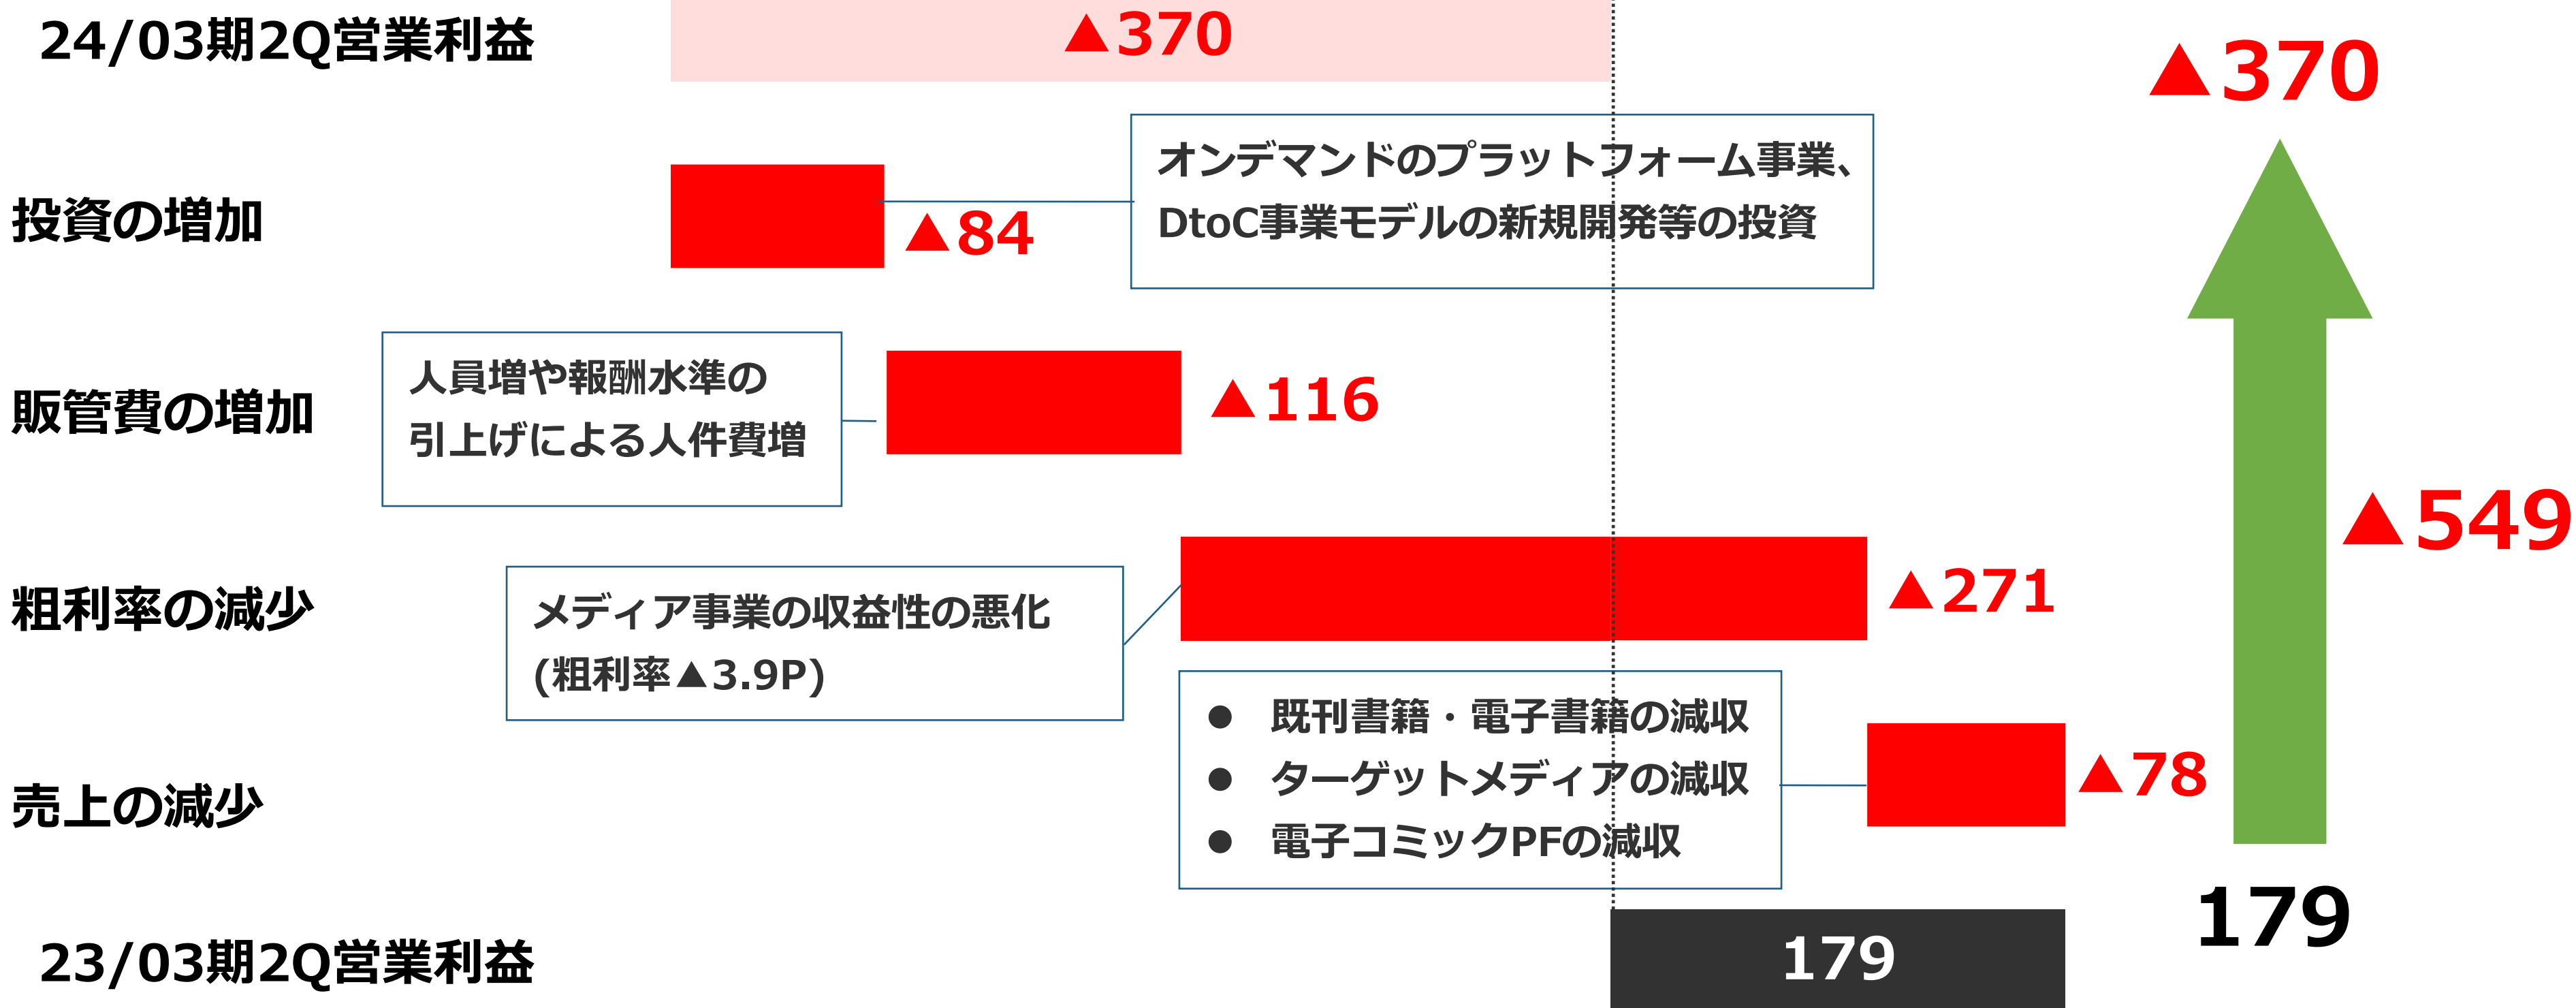 24/03期2Q営業利益
▲370
▲370
投資の増加
▲84
オンデマンドのプラットフォーム事業、
DtoC事業モデルの新規開発等の投資
販管費の増加
人員増や報酬水準の
引上げによる人件費増
▲116
▲549
粗利率の減少
メディア事業の収益性の悪化
(粗利率▲3.9P)
▲271
売上の減少
● 既刊書籍・電子書籍の減収
● ターゲットメディアの減収
● 電子コミックPFの減収
▲78
179
23/03期2Q営業利益
179